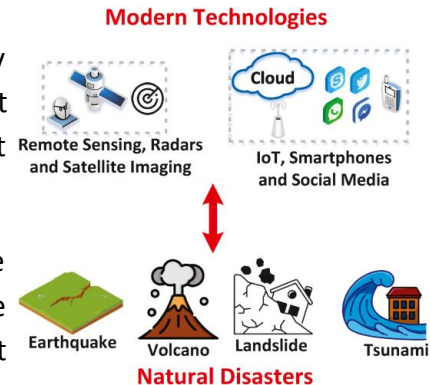 Modern Technologies
Cloud
Remote Sensing, Radars
and Satellite Imaging
IoT, Smartphones
and Social Media
Earthquake
Volcano
Landslide
Tsunami
Natural Disasters